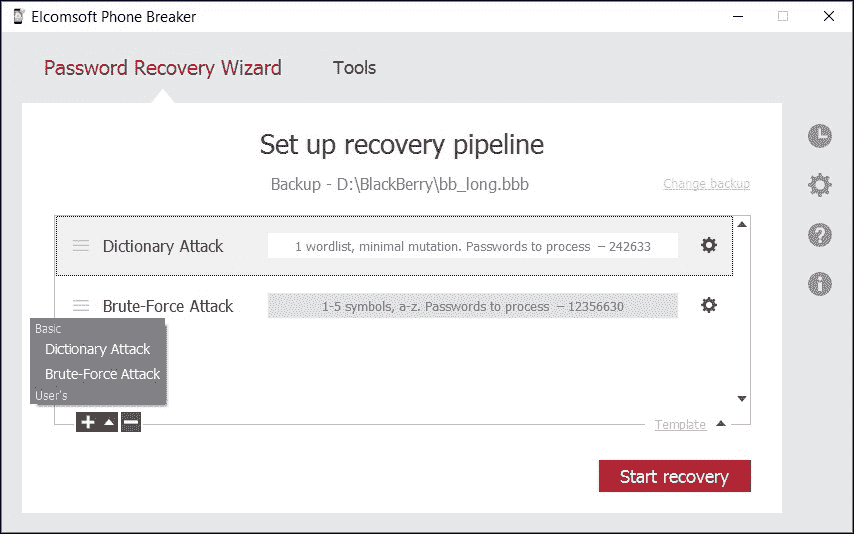 Elcomsoft Phone Breaker
Password Recovery Wizard
Tools
Set up recovery pipeline
Backup - D:\BlackBerry\bb_long.bbb
Change backup
Dictionary Attack
1 wordlist, minimal mutation. Passwords to process – 242633
Brute-Force Attack
1-5 symbols, a-z. Passwords to process – 12356630
Basic
Dictionary Attack
Brute-Force Attack
User's
Template
Start recovery